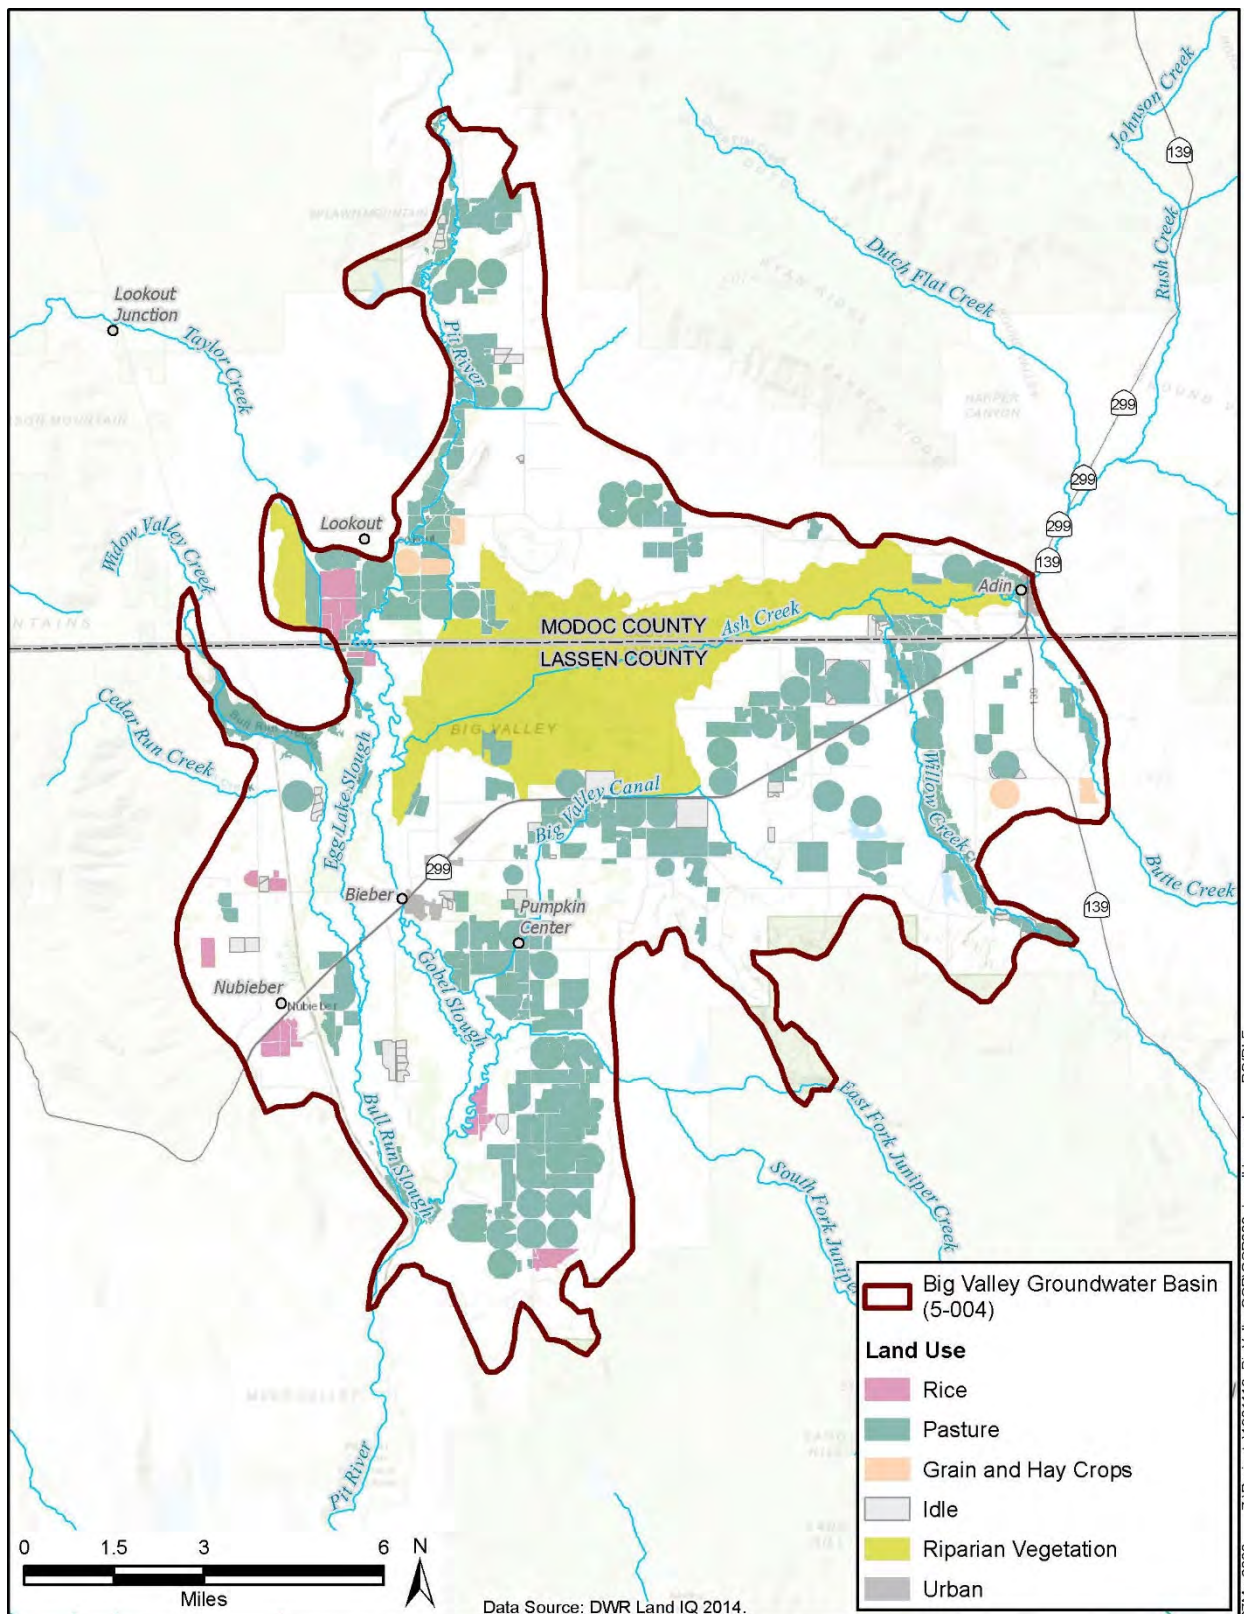 Johnson Creek
139
Dutch Flat Creek
Rush Creek
Lookout
Junction
Taylor Creek
Pit River
299
HARPER
CANYON
299
Lookout
Widow Valley Creek
299
139
Adin
MODOC COUNTY
Ash Creek
LASSEN COUNTY
Cedar Run Creek
BIG VALLEY
139
Egg Lake Slough
Big Valley Canal
Willow Creek
299
Bieber
Pumpkin
Center
Butte Creek
139
Gobel Slough
Nubieber
Nubieber
Bull Run Slough
East Fork Juniper Creek
South Fork Juniper
Pit River
Big Valley Groundwater Basin
(5-004)
Land Use
Rice
Pasture
Grain and Hay Crops
Idle
Riparian Vegetation
Urban
0 1.5 3 6
Miles
N
Data Source: DWR Land IQ 2014.